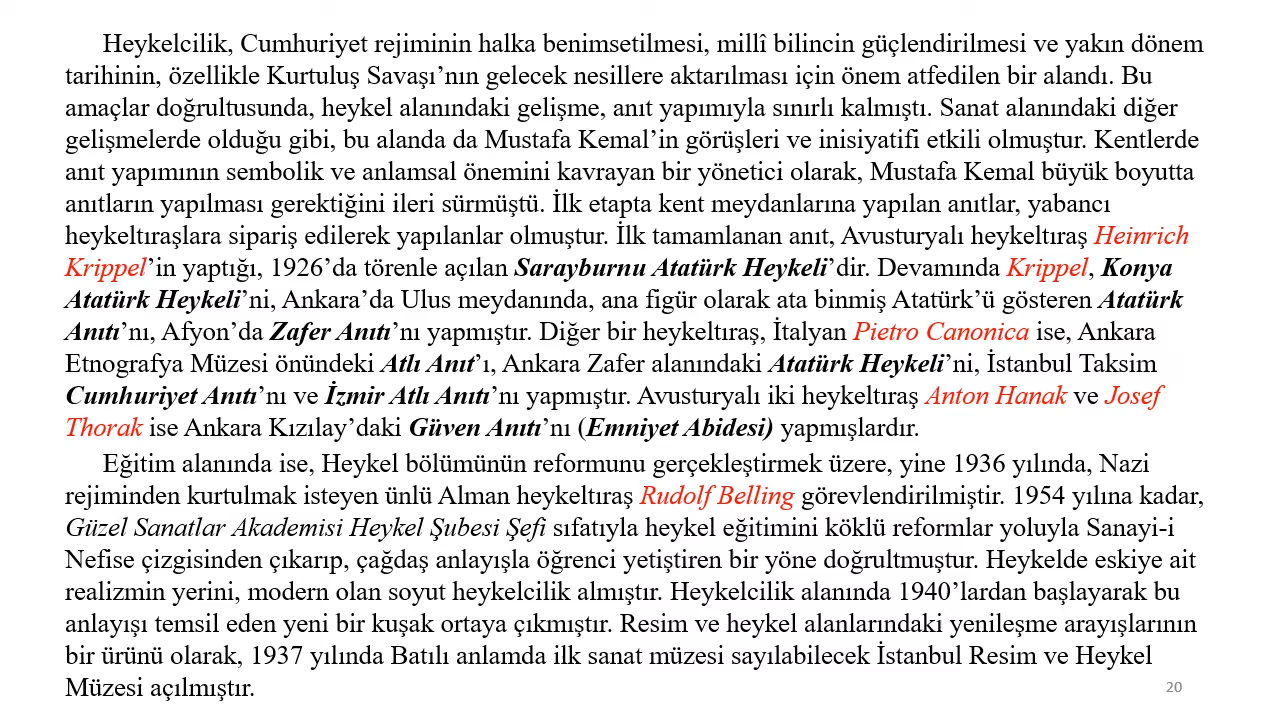 Heykelcilik, Cumhuriyet rejiminin halka benimsetilmesi, millî bilincin güçlendirilmesi ve yakın dönem
tarihinin, özellikle Kurtuluş Savaşı’nın gelecek nesillere aktarılması için önem atfedilen bir alandı. Bu
amaçlar doğrultusunda, heykel alanındaki gelişme, anıt yapımıyla sınırlı kalmıştı. Sanat alanındaki diğer
gelişmelerde olduğu gibi, bu alanda da Mustafa Kemal’in görüşleri ve inisiyatifi etkili olmuştur. Kentlerde
anıt yapımının sembolik ve anlamsal önemini kavrayan bir yönetici olarak, Mustafa Kemal büyük boyutta
anıtların yapılması gerektiğini ileri sürmüştü. İlk etapta kent meydanlarına yapılan anıtlar, yabancı
heykeltıraşlara sipariş edilerek yapılanlar olmuştur. İlk tamamlanan anıt, Avusturyalı heykeltıraş Heinrich
Krippel’in yaptığı, 1926’da törenle açılan Sarayburnu Atatürk Heykeli’dir. Devamında Krippel, Konya
Atatürk Heykeli’ni, Ankara’da Ulus meydanında, ana figür olarak ata binmiş Atatürk’ü gösteren Atatürk
Anıtı’nı, Afyon’da Zafer Anıtı’nı yapmıştır. Diğer bir heykeltıraş, İtalyan Pietro Canonica ise, Ankara
Etnografya Müzesi önündeki Atlı Anıt’ı, Ankara Zafer alanındaki Atatürk Heykeli’ni, İstanbul Taksim
Cumhuriyet Anıtı’nı ve İzmir Atlı Anıtı’nı yapmıştır. Avusturyalı iki heykeltıraş Anton Hanak ve Josef
Thorak ise Ankara Kızılay’daki Güven Anıtı’nı (Emniyet Abidesi) yapmışlardır.
Eğitim alanında ise, Heykel bölümünün reformunu gerçekleştirmek üzere, yine 1936 yılında, Nazi
rejiminden kurtulmak isteyen ünlü Alman heykeltıraş Rudolf Belling görevlendirilmiştir. 1954 yılına kadar,
Güzel Sanatlar Akademisi Heykel Şubesi Şefi sıfatıyla heykel eğitimini köklü reformlar yoluyla Sanayi-i
Nefise çizgisinden çıkarıp, çağdaş anlayışla öğrenci yetiştiren bir yöne doğrultmuştur. Heykelde eskiye ait
realizmin yerini, modern olan soyut heykelcilik almıştır. Heykelcilik alanında 1940’lardan başlayarak bu
anlayışı temsil eden yeni bir kuşak ortaya çıkmıştır. Resim ve heykel alanlarındaki yenileşme arayışlarının
bir ürünü olarak, 1937 yılında Batılı anlamda ilk sanat müzesi sayılabilecek İstanbul Resim ve Heykel
Müzesi açılmıştır.
20